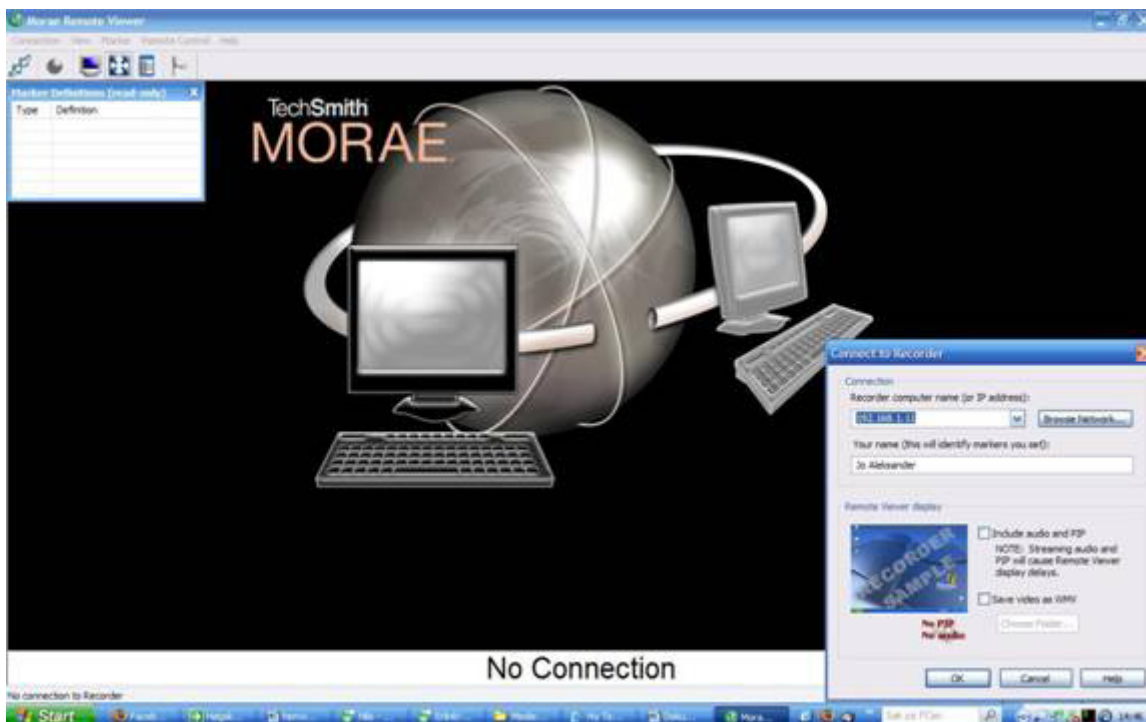 Morae Remote Viewer
Connection View Marker Remote Control Help
Marker Definitions (read-only)
Type Definition
TechSmith
MORAE
Connect to Recorder
Connection
Recorder computer name (or IP address):
192.168.1.11
Browse Network...
Your name (this will identify markers you set):
Jo Aleksander
Remote Viewer display
RECORDER
SAMPLE
Include audio and PIP
NOTE: Streaming audio and
PIP will cause Remote Viewer
display delays.
Save video as WMV
Choose Folder...
No PIP
No audio
OK Cancel Help
No Connection
No connection to Recorder
Start